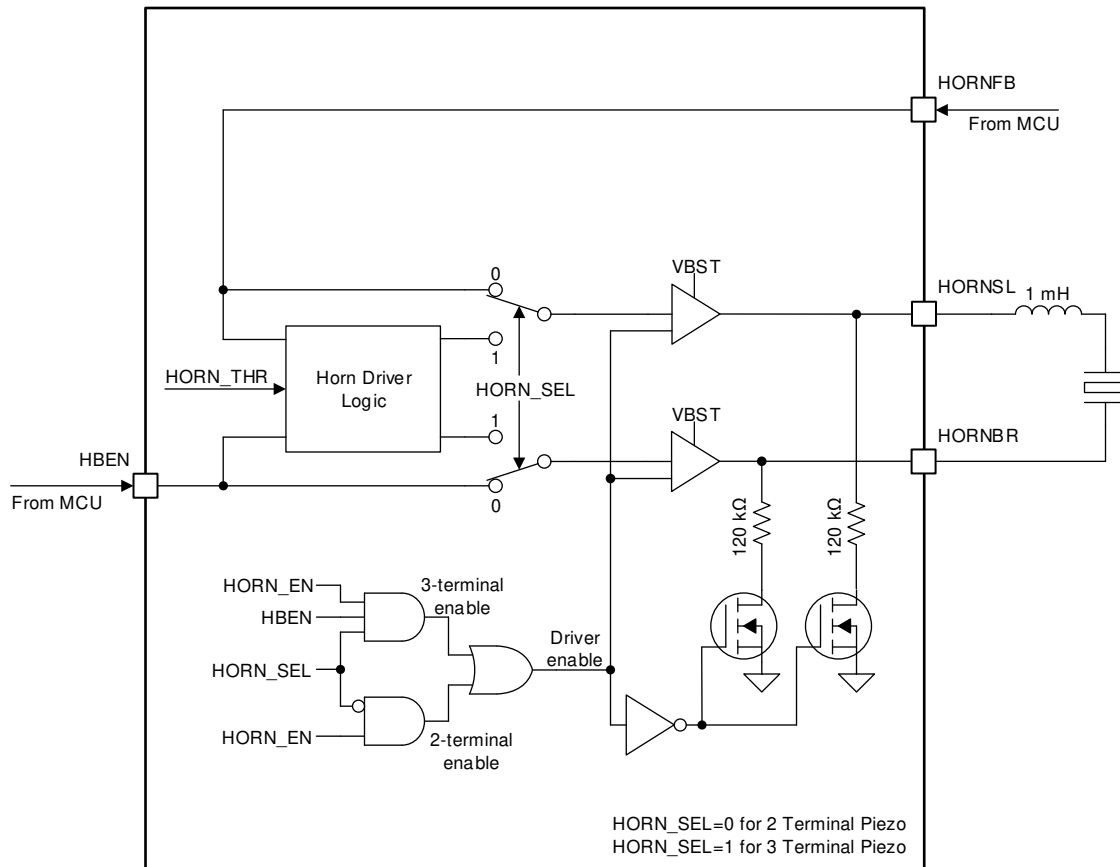 HORNFB
From MCU
0
VBST
HORNSL
1 mH
1
HORN_THR
Horn Driver
Logic
HORN_SEL
1
VBST
HORNBR
HBEN
From MCU
0
120 kΩ
120 kΩ
HORN_EN
3-terminal
enable
HBEN
Driver
enable
HORN_SEL
HORN_EN
2-terminal
enable
HORN_SEL=0 for 2 Terminal Piezo
HORN_SEL=1 for 3 Terminal Piezo